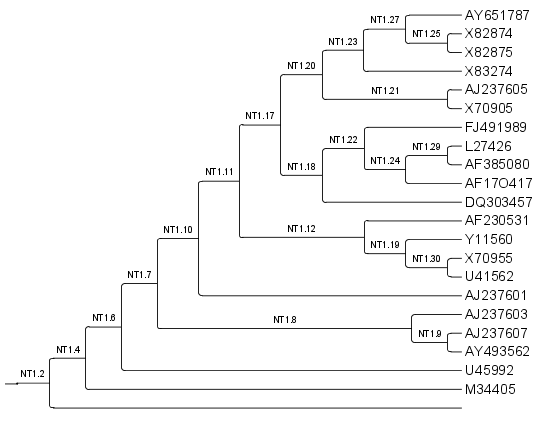 NT1.27 AY651787
NT1.25 X82874
NT1.23 X82875
X83274
NT1.20
NT1.21 AJ237605
X70905
NT1.17
FJ491989
NT1.22 NT1.29 L27426
NT1.24 AF385080
NT1.18
NT1.11 AF17O417
DQ303457
AF230531
NT1.12 Y11560
NT1.10 NT1.19 X70955
NT1.30 U41562
NT1.7
AJ237601
NT1.8 AJ237603
NT1.6 NT1.9 AJ237607
AY493562
NT1.4
U45992
NT1.2 M34405